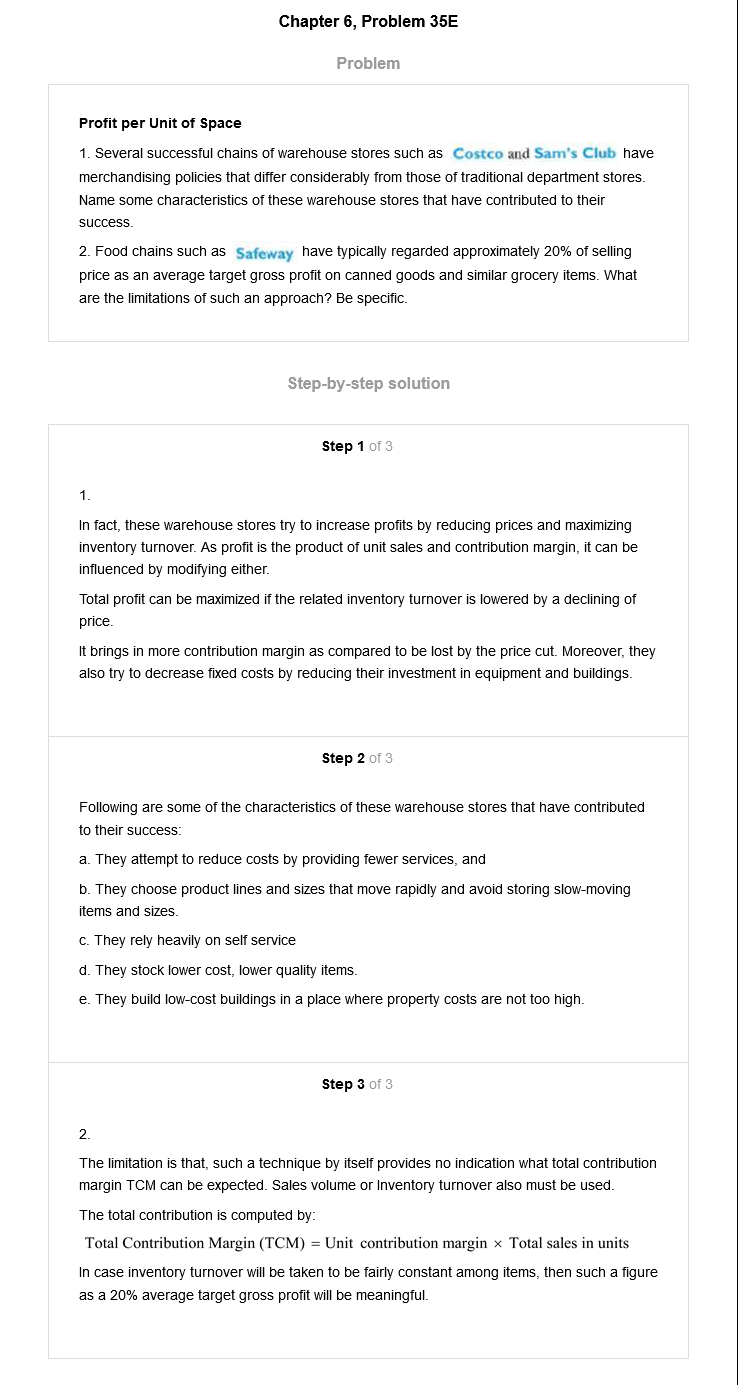 Chapter 6, Problem 35E
Problem
Profit per Unit of Space
1. Several successful chains of warehouse stores such as Costco and Sam's Club have
merchandising policies that differ considerably from those of traditional department stores.
Name some characteristics of these warehouse stores that have contributed to their
success.
2. Food chains such as Safeway have typically regarded approximately 20% of selling
price as an average target gross profit on canned goods and similar grocery items. What
are the limitations of such an approach? Be specific.
Step-by-step solution
Step 1 of 3
1.
In fact, these warehouse stores try to increase profits by reducing prices and maximizing
inventory turnover. As profit is the product of unit sales and contribution margin, it can be
influenced by modifying either.
Total profit can be maximized if the related inventory turnover is lowered by a declining of
price.
It brings in more contribution margin as compared to be lost by the price cut. Moreover, they
also try to decrease fixed costs by reducing their investment in equipment and buildings.
Step 2 of 3
Following are some of the characteristics of these warehouse stores that have contributed
to their success:
a. They attempt to reduce costs by providing fewer services, and
b. They choose product lines and sizes that move rapidly and avoid storing slow-moving
items and sizes.
c. They rely heavily on self service
d. They stock lower cost, lower quality items.
e. They build low-cost buildings in a place where property costs are not too high.
Step 3 of 3
2.
The limitation is that, such a technique by itself provides no indication what total contribution
margin TCM can be expected. Sales volume or Inventory turnover also must be used.
The total contribution is computed by:
Total Contribution Margin (TCM) = Unit contribution margin × Total sales in units
In case inventory turnover will be taken to be fairly constant among items, then such a figure
as a 20% average target gross profit will be meaningful.